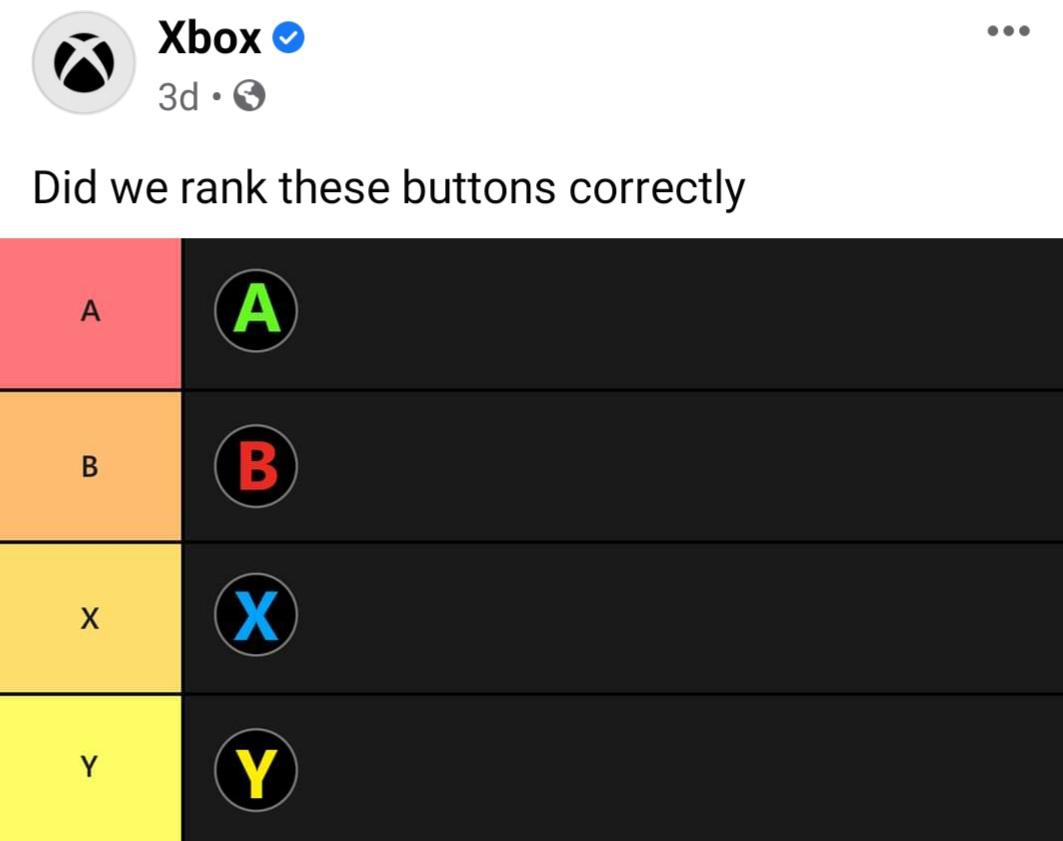 Xbox
3d •
Did we rank these buttons correctly
A A
B B
X X
Y Y